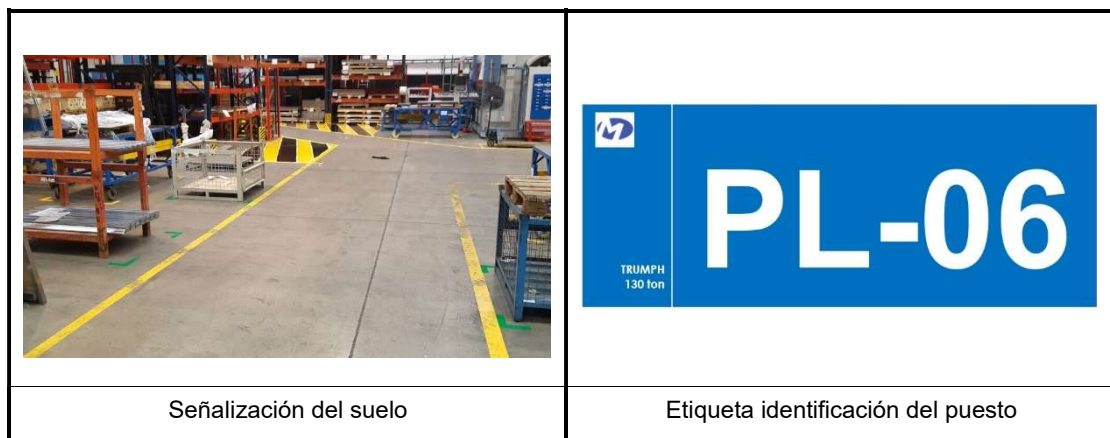 PL-06
TRUMPH
130 ton
Señalización del suelo
Etiqueta identificación del puesto